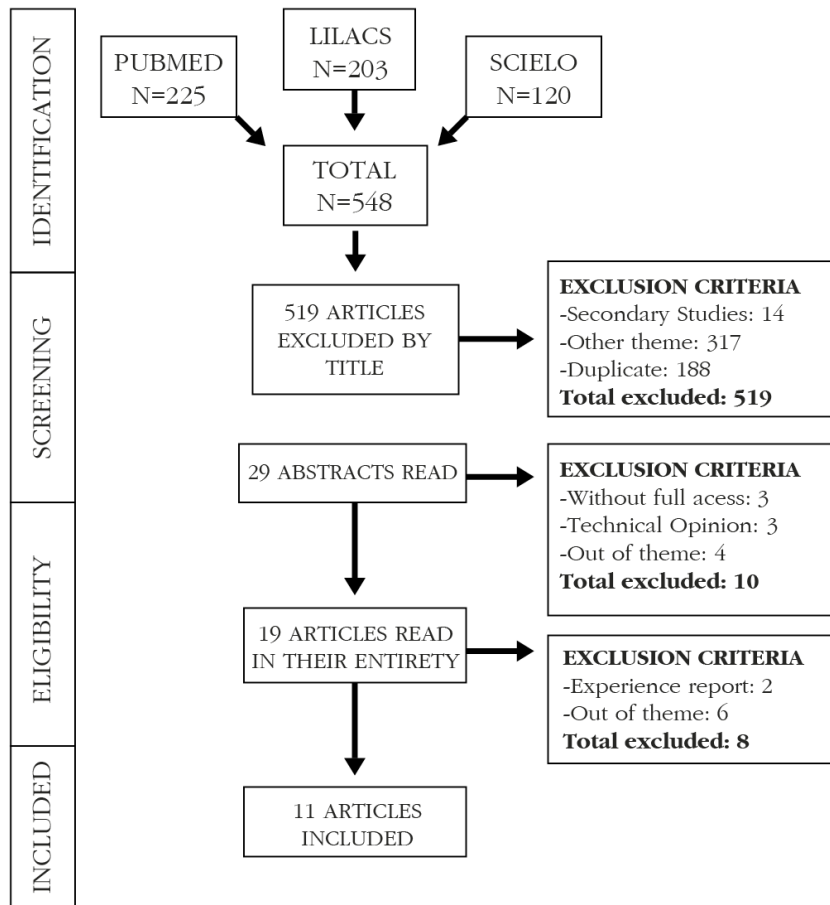 IDENTIFICATION
PUBMED
N=225
LILACS
N=203
SCIELO
N=120
TOTAL
N=548
SCREENING
519 ARTICLES
EXCLUDED BY
TITLE
EXCLUSION CRITERIA
-Secondary Studies: 14
-Other theme: 317
-Duplicate: 188
Total excluded: 519
29 ABSTRACTS READ
EXCLUSION CRITERIA
-Without full acess: 3
-Technical Opinion: 3
-Out of theme: 4
Total excluded: 10
ELIGIBILITY
19 ARTICLES READ
IN THEIR ENTIRETY
EXCLUSION CRITERIA
-Experience report: 2
-Out of theme: 6
Total excluded: 8
INCLUDED
11 ARTICLES
INCLUDED